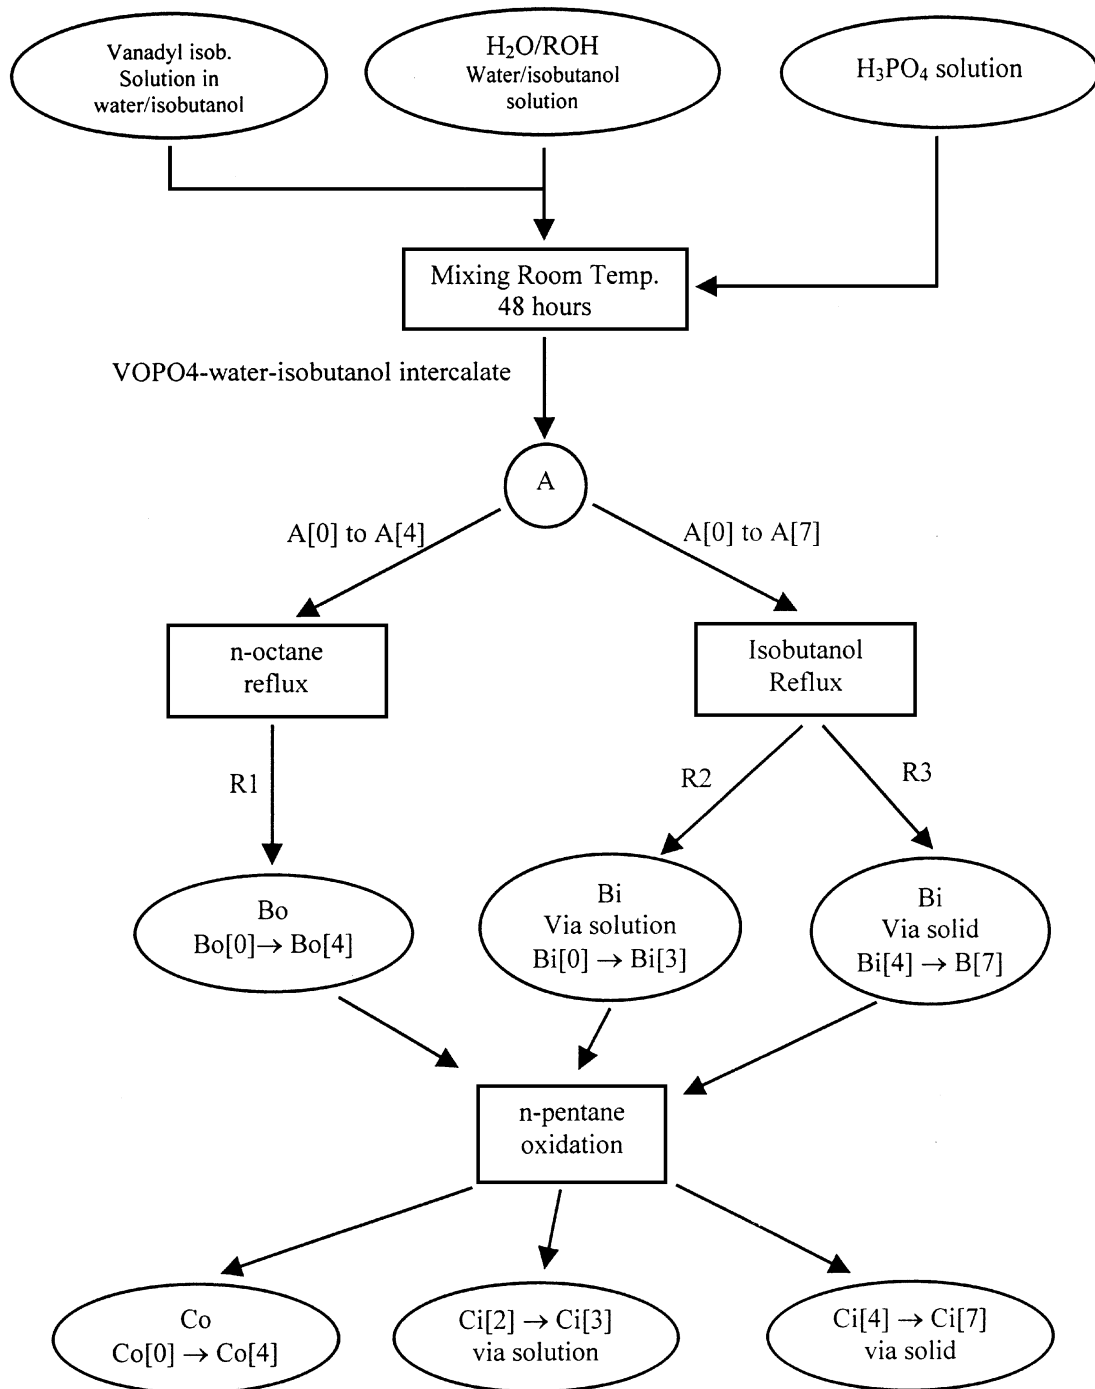 Vanadyl isob.
Solution in
water/isobutanol
H₂O/ROH
Water/isobutanol
solution
H₃PO₄ solution
Mixing Room Temp.
48 hours
VOPO4-water-isobutanol intercalate
A
A[0] to A[4]
A[0] to A[7]
n-octane
reflux
Isobutanol
Reflux
R1
R2
R3
Bo
Bo[0]→ Bo[4]
Bi
Via solution
Bi[0] → Bi[3]
Bi
Via solid
Bi[4] → B[7]
n-pentane
oxidation
Co
Co[0] → Co[4]
Ci[2] → Ci[3]
via solution
Ci[4] → Ci[7]
via solid